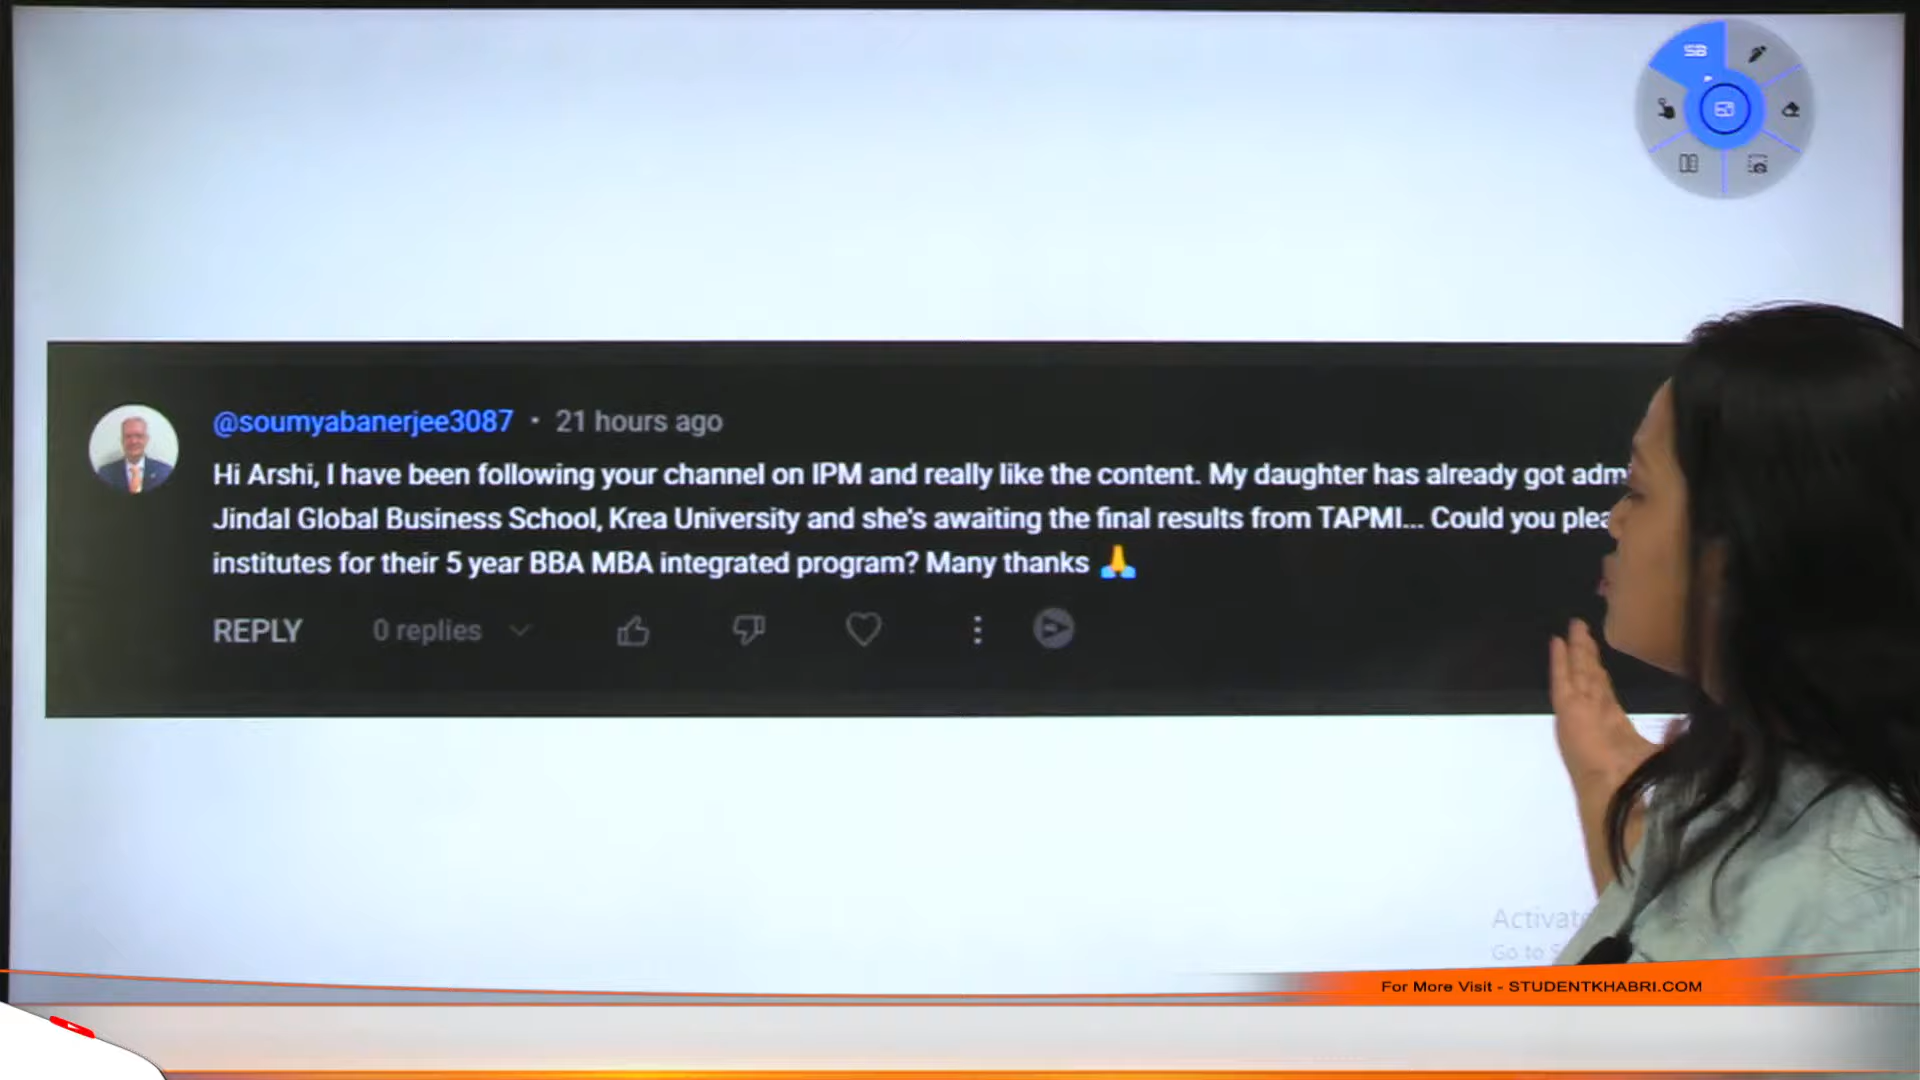 SB
@soumyabanerjee3087 · 21 hours ago
Hi Arshi, I have been following your channel on IPM and really like the content. My daughter has already got
Jindal Global Business School, Krea University and she's awaiting the final results from TAPMI... Could you
institutes for their 5 year BBA MBA integrated program? Many thanks 🙏
REPLY 0 replies
Go to
For More Visit - STUDENTKHABRI.COM